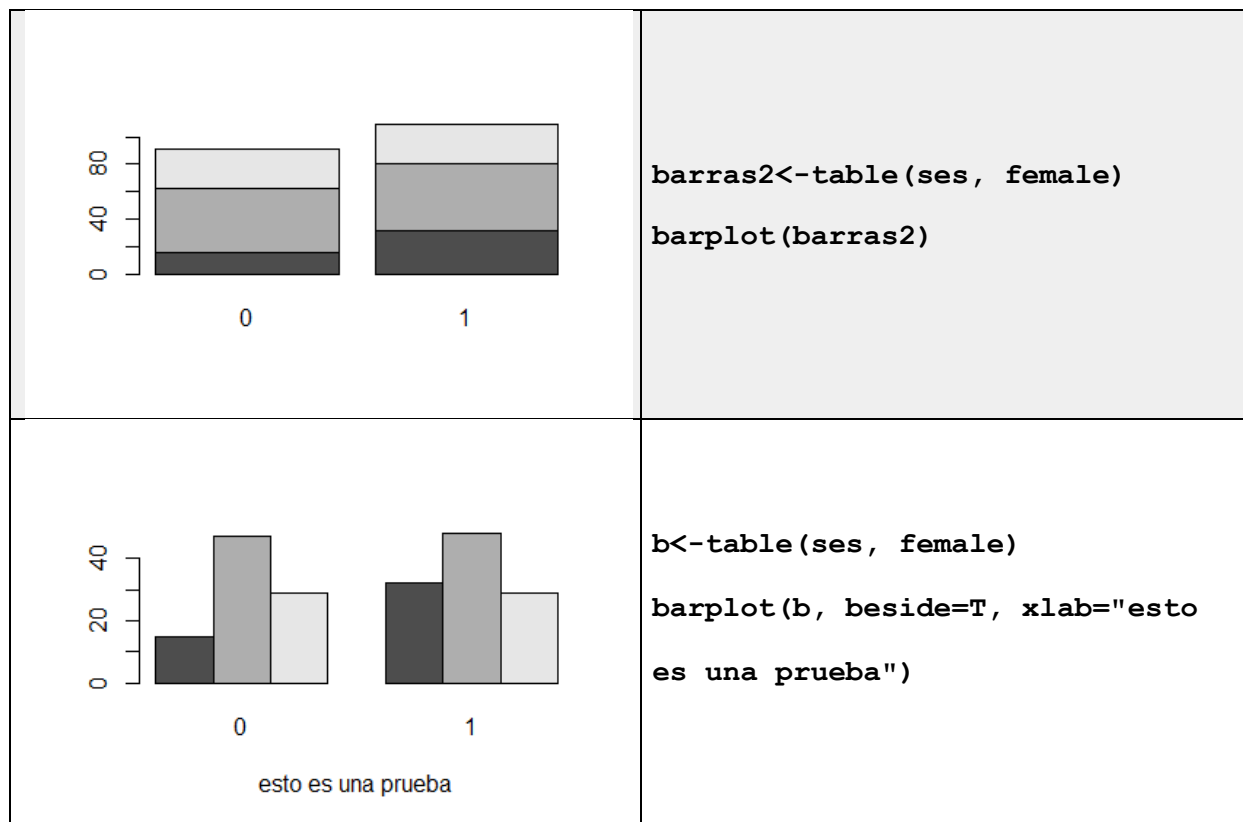 80
40
0
0 1
barras2<-table(ses, female)
barplot(barras2)
40
20
0
0 1
esto es una prueba
b<-table(ses, female)
barplot(b, beside=T, xlab="esto
es una prueba")